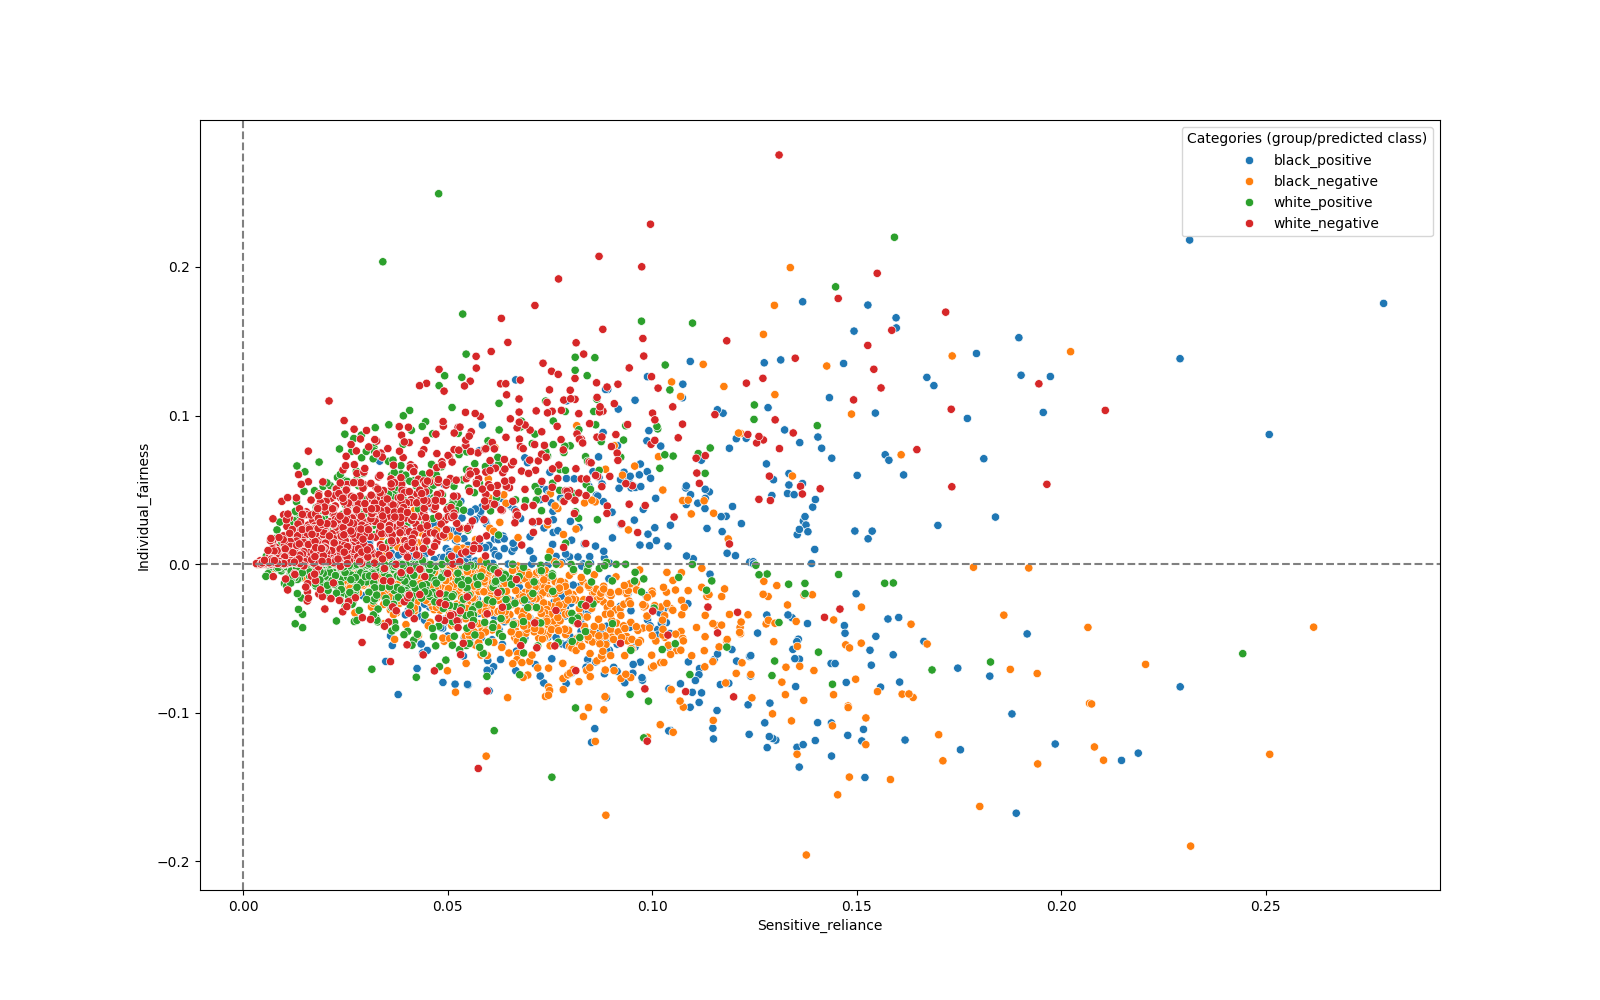 Categories (group/predicted class)
black_positive
black_negative
white_positive
white_negative
Individual_fairness
0.2
0.1
0.0
−0.1
−0.2
0.00
0.05
0.10
0.15
0.20
0.25
Sensitive_reliance